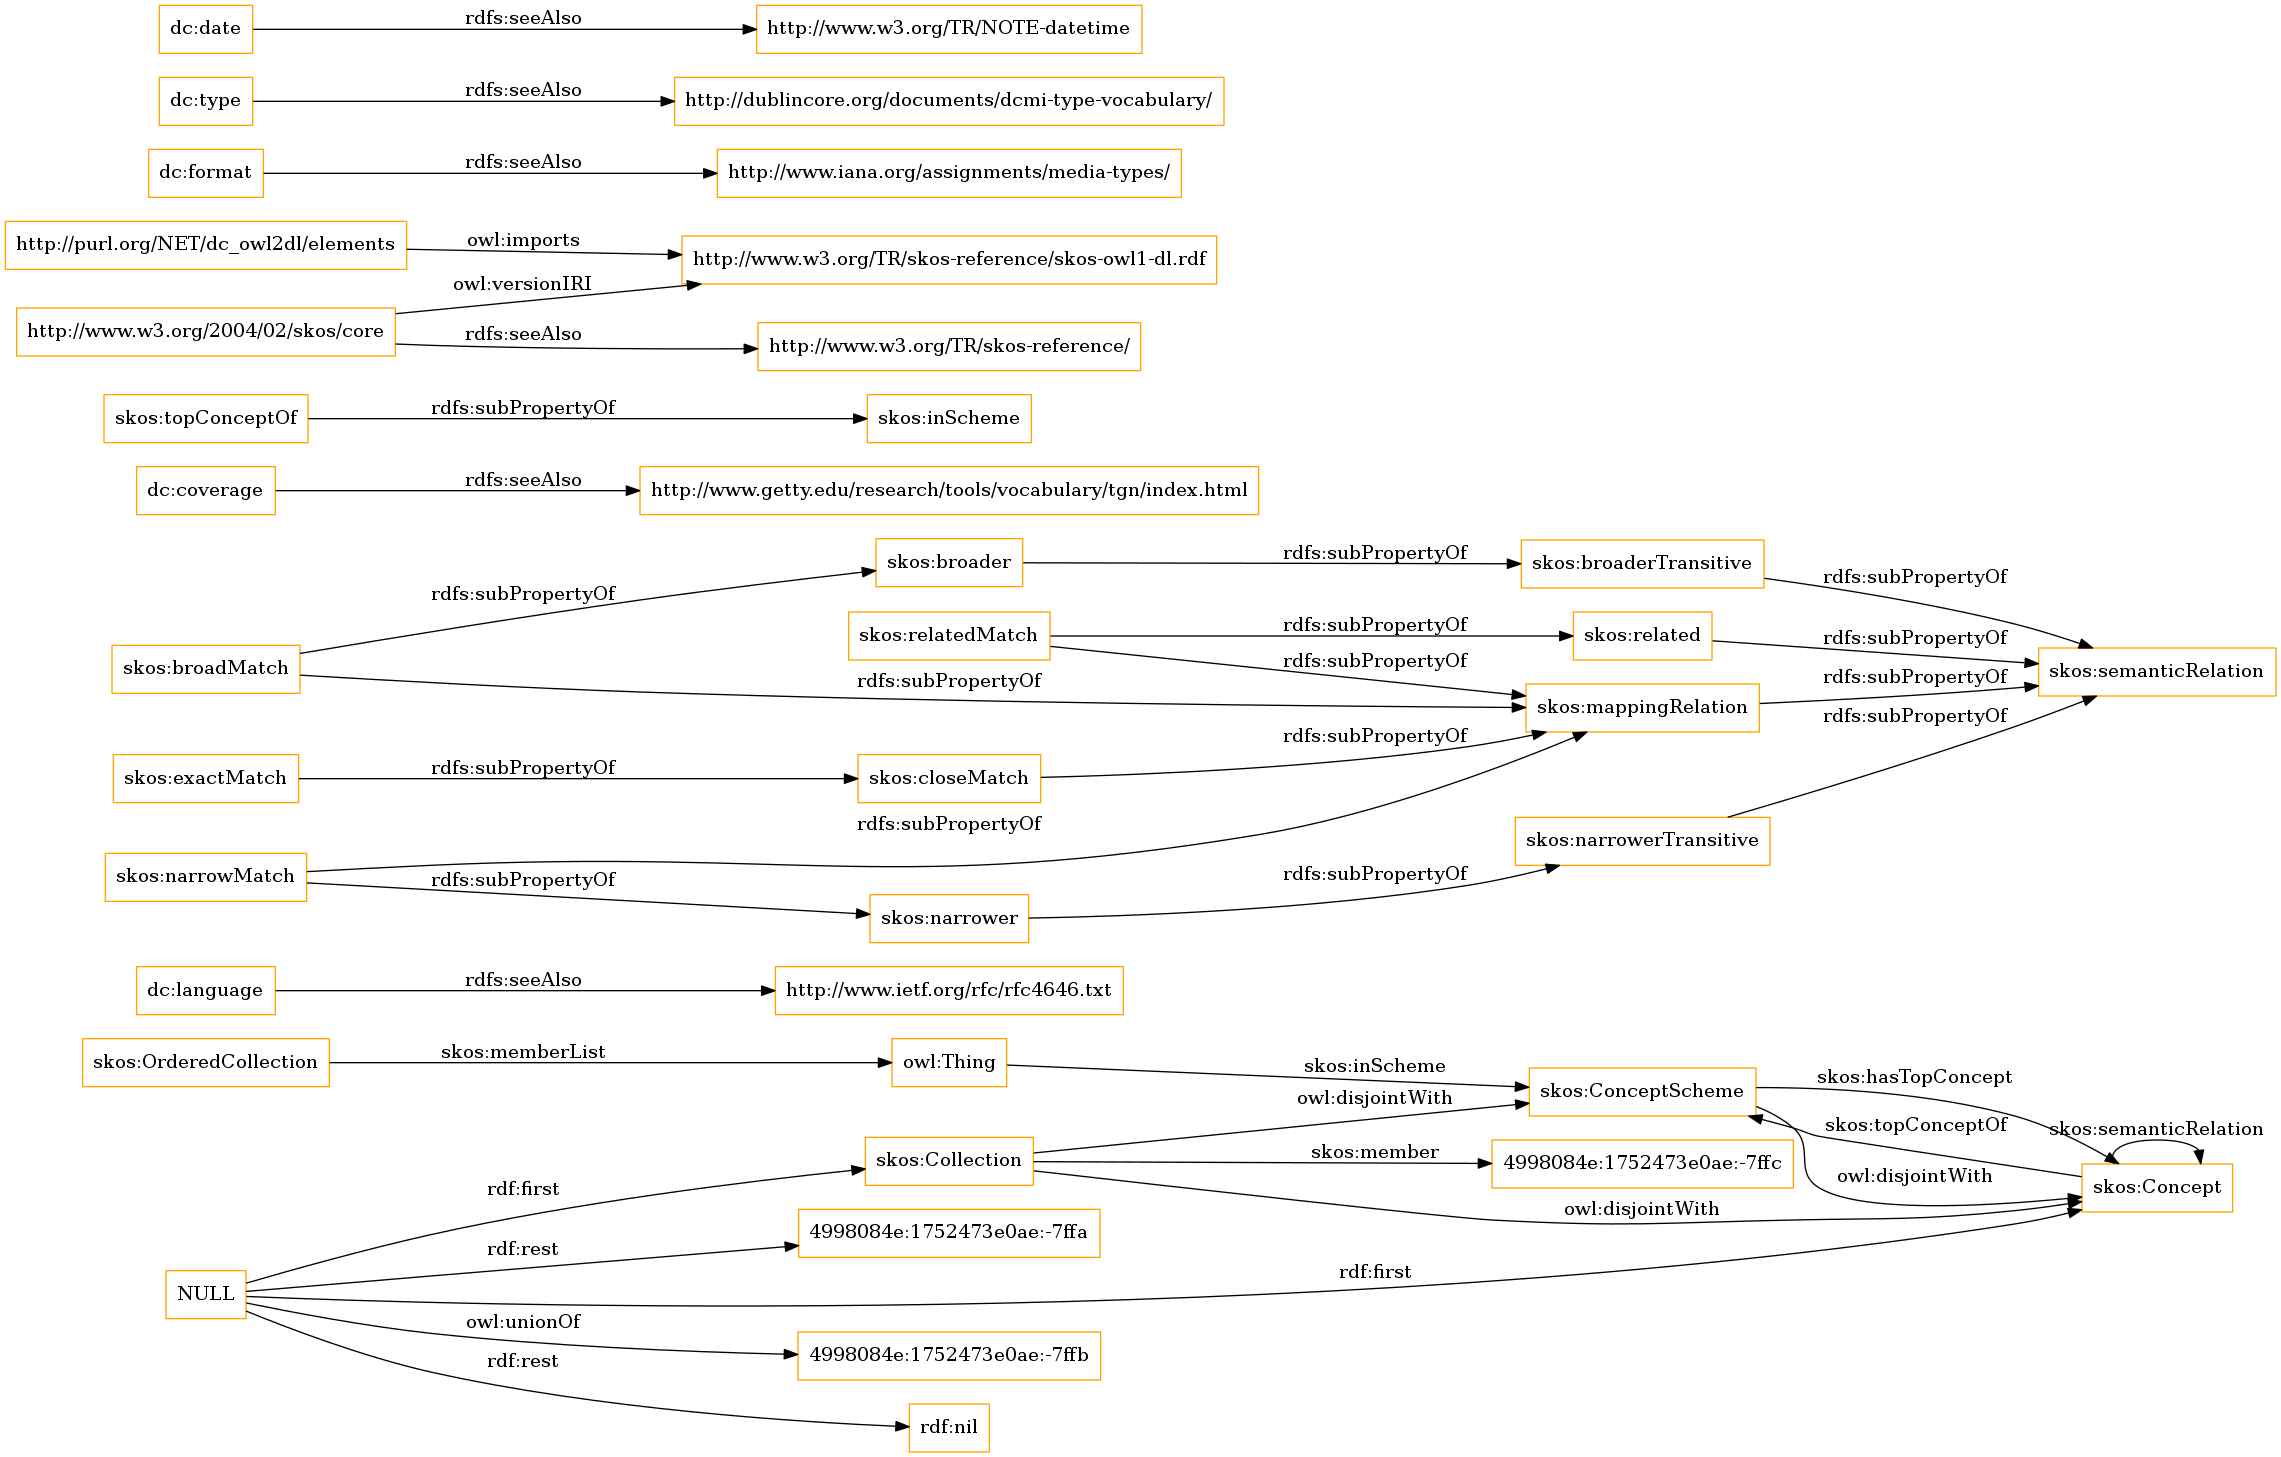 dc:date
rdfs:seeAlso
http://www.w3.org/TR/NOTE-datetime
dc:type
rdfs:seeAlso
http://dublincore.org/documents/dcmi-type-vocabulary/
dc:format
rdfs:seeAlso
http://www.iana.org/assignments/media-types/
http://purl.org/NET/dc_owl2dl/elements
owl:imports
http://www.w3.org/TR/skos-reference/skos-owl1-dl.rdf
owl:versionIRI
http://www.w3.org/2004/02/skos/core
rdfs:seeAlso
http://www.w3.org/TR/skos-reference/
skos:topConceptOf
rdfs:subPropertyOf
skos:inScheme
dc:coverage
rdfs:seeAlso
http://www.getty.edu/research/tools/vocabulary/tgn/index.html
skos:broader
rdfs:subPropertyOf
skos:broaderTransitive
rdfs:subPropertyOf
rdfs:subPropertyOf
skos:relatedMatch
rdfs:subPropertyOf
skos:related
rdfs:subPropertyOf
skos:broadMatch
rdfs:subPropertyOf
rdfs:subPropertyOf
skos:semanticRelation
rdfs:subPropertyOf
skos:mappingRelation
rdfs:subPropertyOf
rdfs:subPropertyOf
skos:exactMatch
rdfs:subPropertyOf
skos:closeMatch
rdfs:subPropertyOf
rdfs:subPropertyOf
skos:narrowerTransitive
skos:narrowMatch
rdfs:subPropertyOf
rdfs:subPropertyOf
skos:narrower
dc:language
rdfs:seeAlso
http://www.ietf.org/rfc/rfc4646.txt
skos:OrderedCollection
skos:memberList
owl:Thing
skos:inScheme
skos:ConceptScheme
skos:hasTopConcept
owl:disjointWith
skos:topConceptOf
skos:semanticRelation
skos:Collection
skos:member
4998084e:1752473e0ae:-7ffc
owl:disjointWith
skos:Concept
rdf:first
owl:disjointWith
4998084e:1752473e0ae:-7ffa
rdf:rest
rdf:first
NULL
owl:unionOf
4998084e:1752473e0ae:-7ffb
rdf:rest
rdf:nil